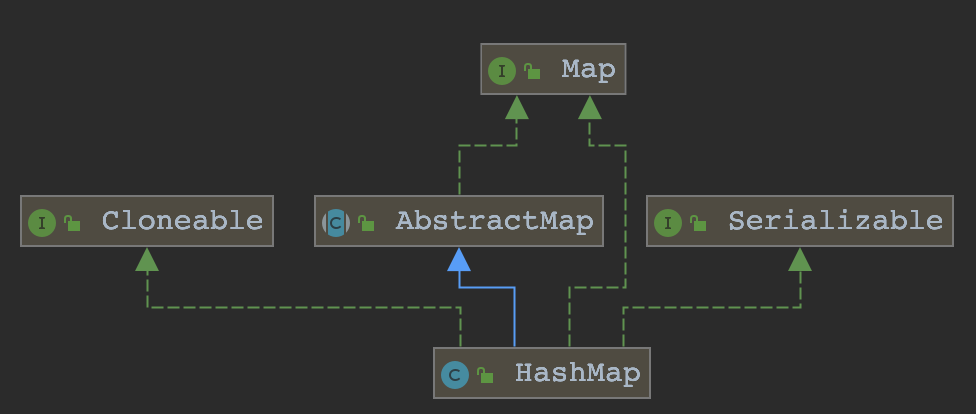 I Map
I Cloneable
C AbstractMap
I Serializable
C HashMap